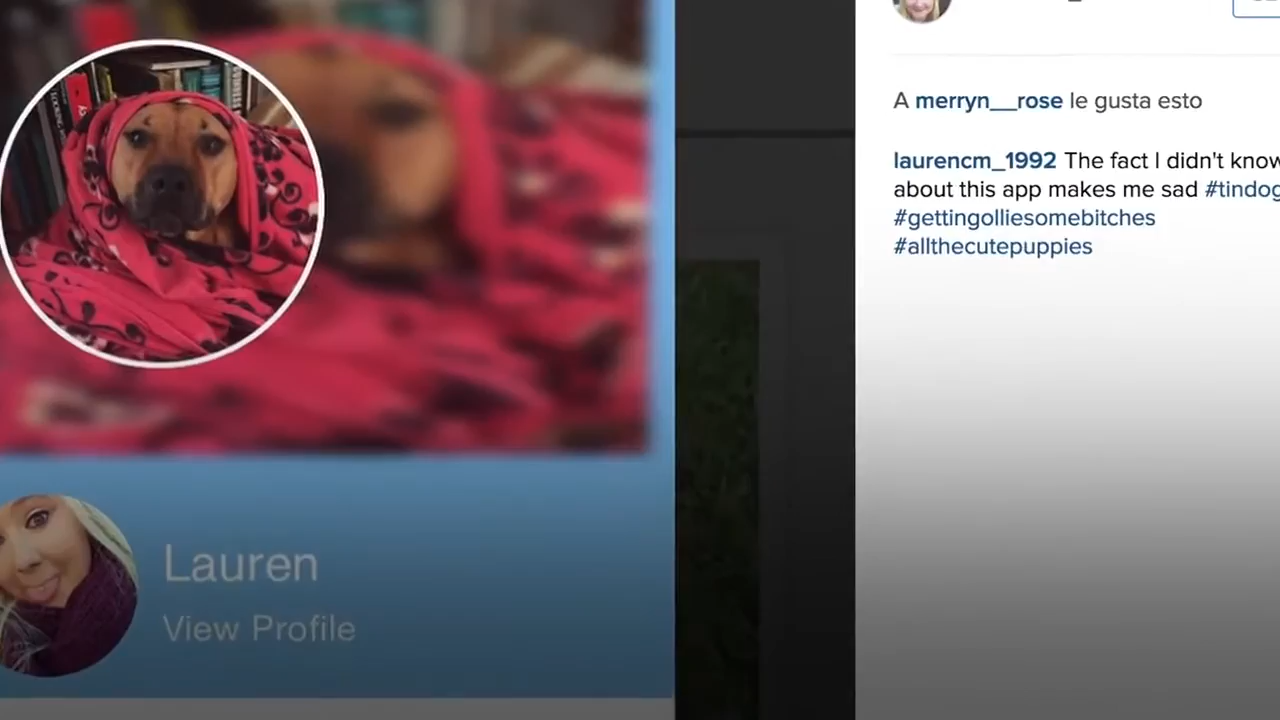 Lauren
View Profile
A merryn__rose le gusta esto
laurencm_1992 The fact I didn't know
about this app makes me sad #tindog
#gettingolliesomebitches
#allthecutepuppies